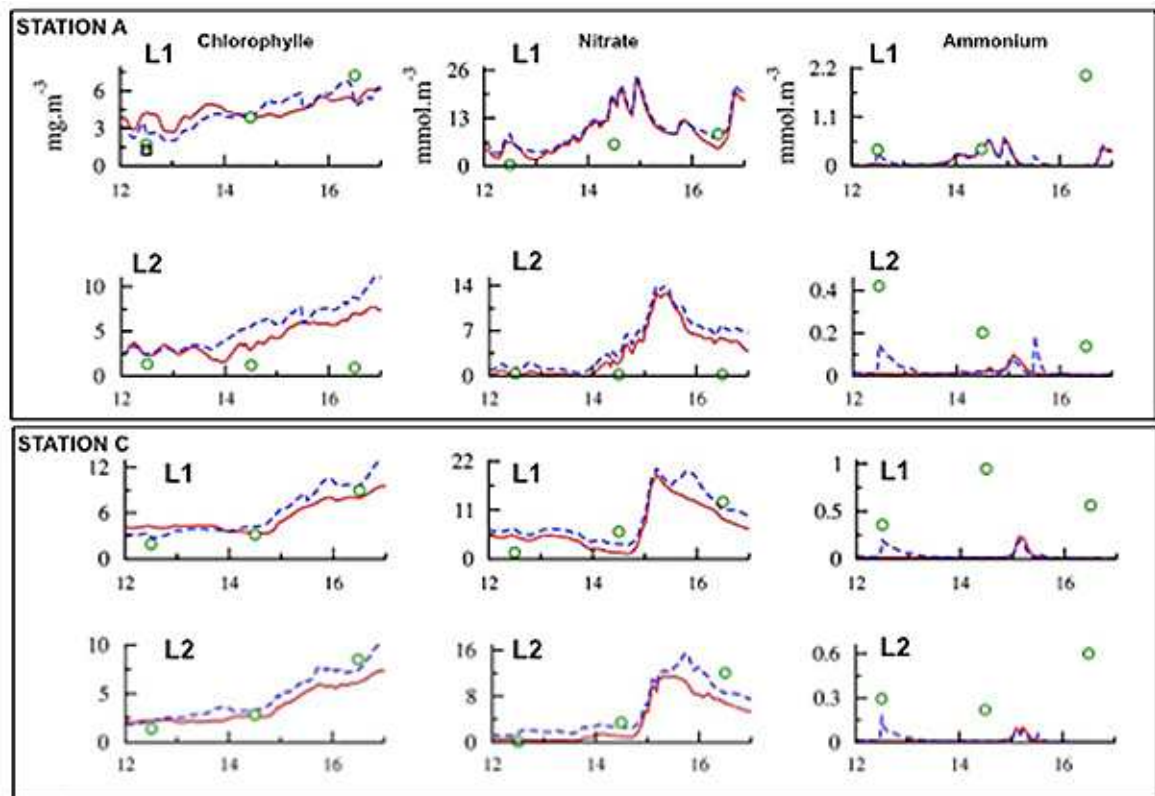 STATION A
Chlorophylle Nitrate Ammonium
L1 L1 L1
mg.m-3 mmol.m-3 mmol.m-3
6 26 2.2
3 13 1.1
0 0 0
12 14 16 12 14 16 12 14 16
L2 L2 L2
10 14 0.4
5 7 0.2
0 0 0
12 14 16 12 14 16 12 14 16
STATION C
L1 L1 L1
12 22 1
6 11 0.5
0 0 0
12 14 16 12 14 16 12 14 16
L2 L2 L2
10 16 0.6
5 8 0.3
0 0 0
12 14 16 12 14 16 12 14 16